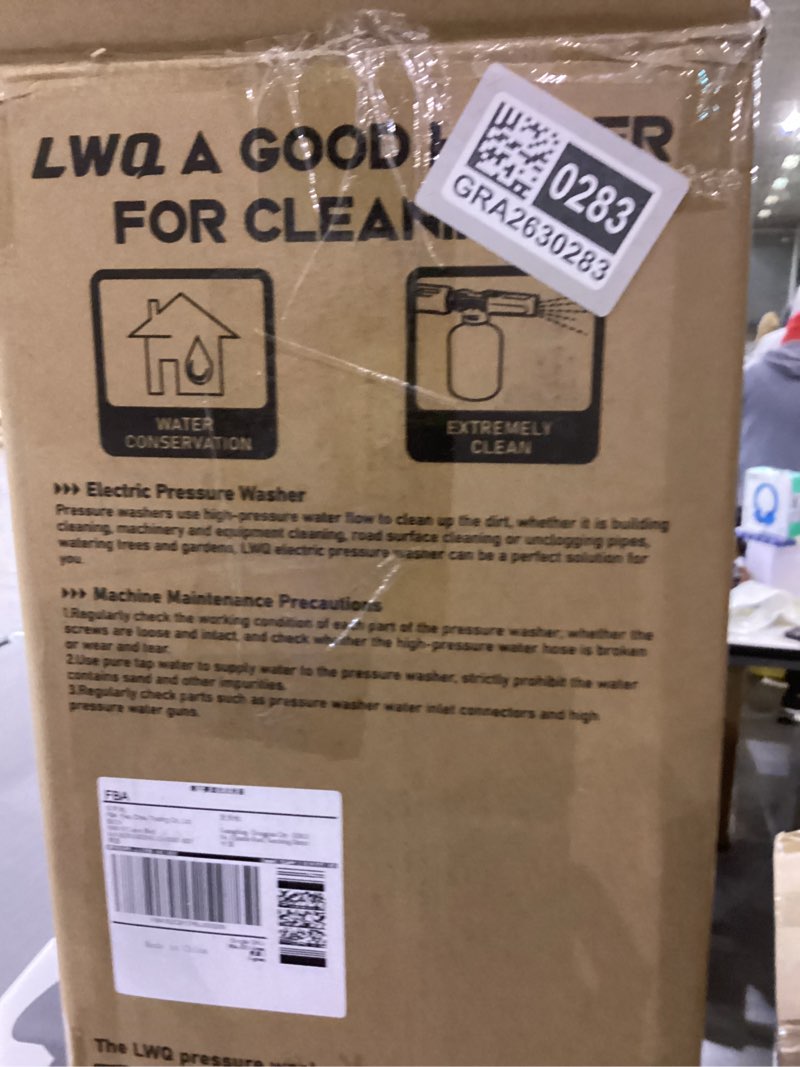 LWQ A GOOD
FOR CLEAN
0283
GRA2630283
WATER
CONSERVATION
EXTREMELY
CLEAN
Electric Pressure Washer
Pressure washers use high-pressure water flow to clean up the dirt, whether it is building
cleaning, machinery and equipment cleaning, road surface cleaning or unclogging pipes,
watering trees and gardens, LWQ electric pressure washer can be a perfect solution for
you.
Machine Maintenance Precautions
1.Regularly check the working condition of each part of the pressure washer, whether the
screws are loose and intact, and check whether the high-pressure water hose is broken
or wear and tear.
2.Use pure tap water to supply water to the pressure washer, strictly prohibit the water
contains sand and other impurities.
3.Regularly check parts such as pressure washer water inlet connectors and high
pressure water guns.
FBA
Made in China
The LWQ pressure